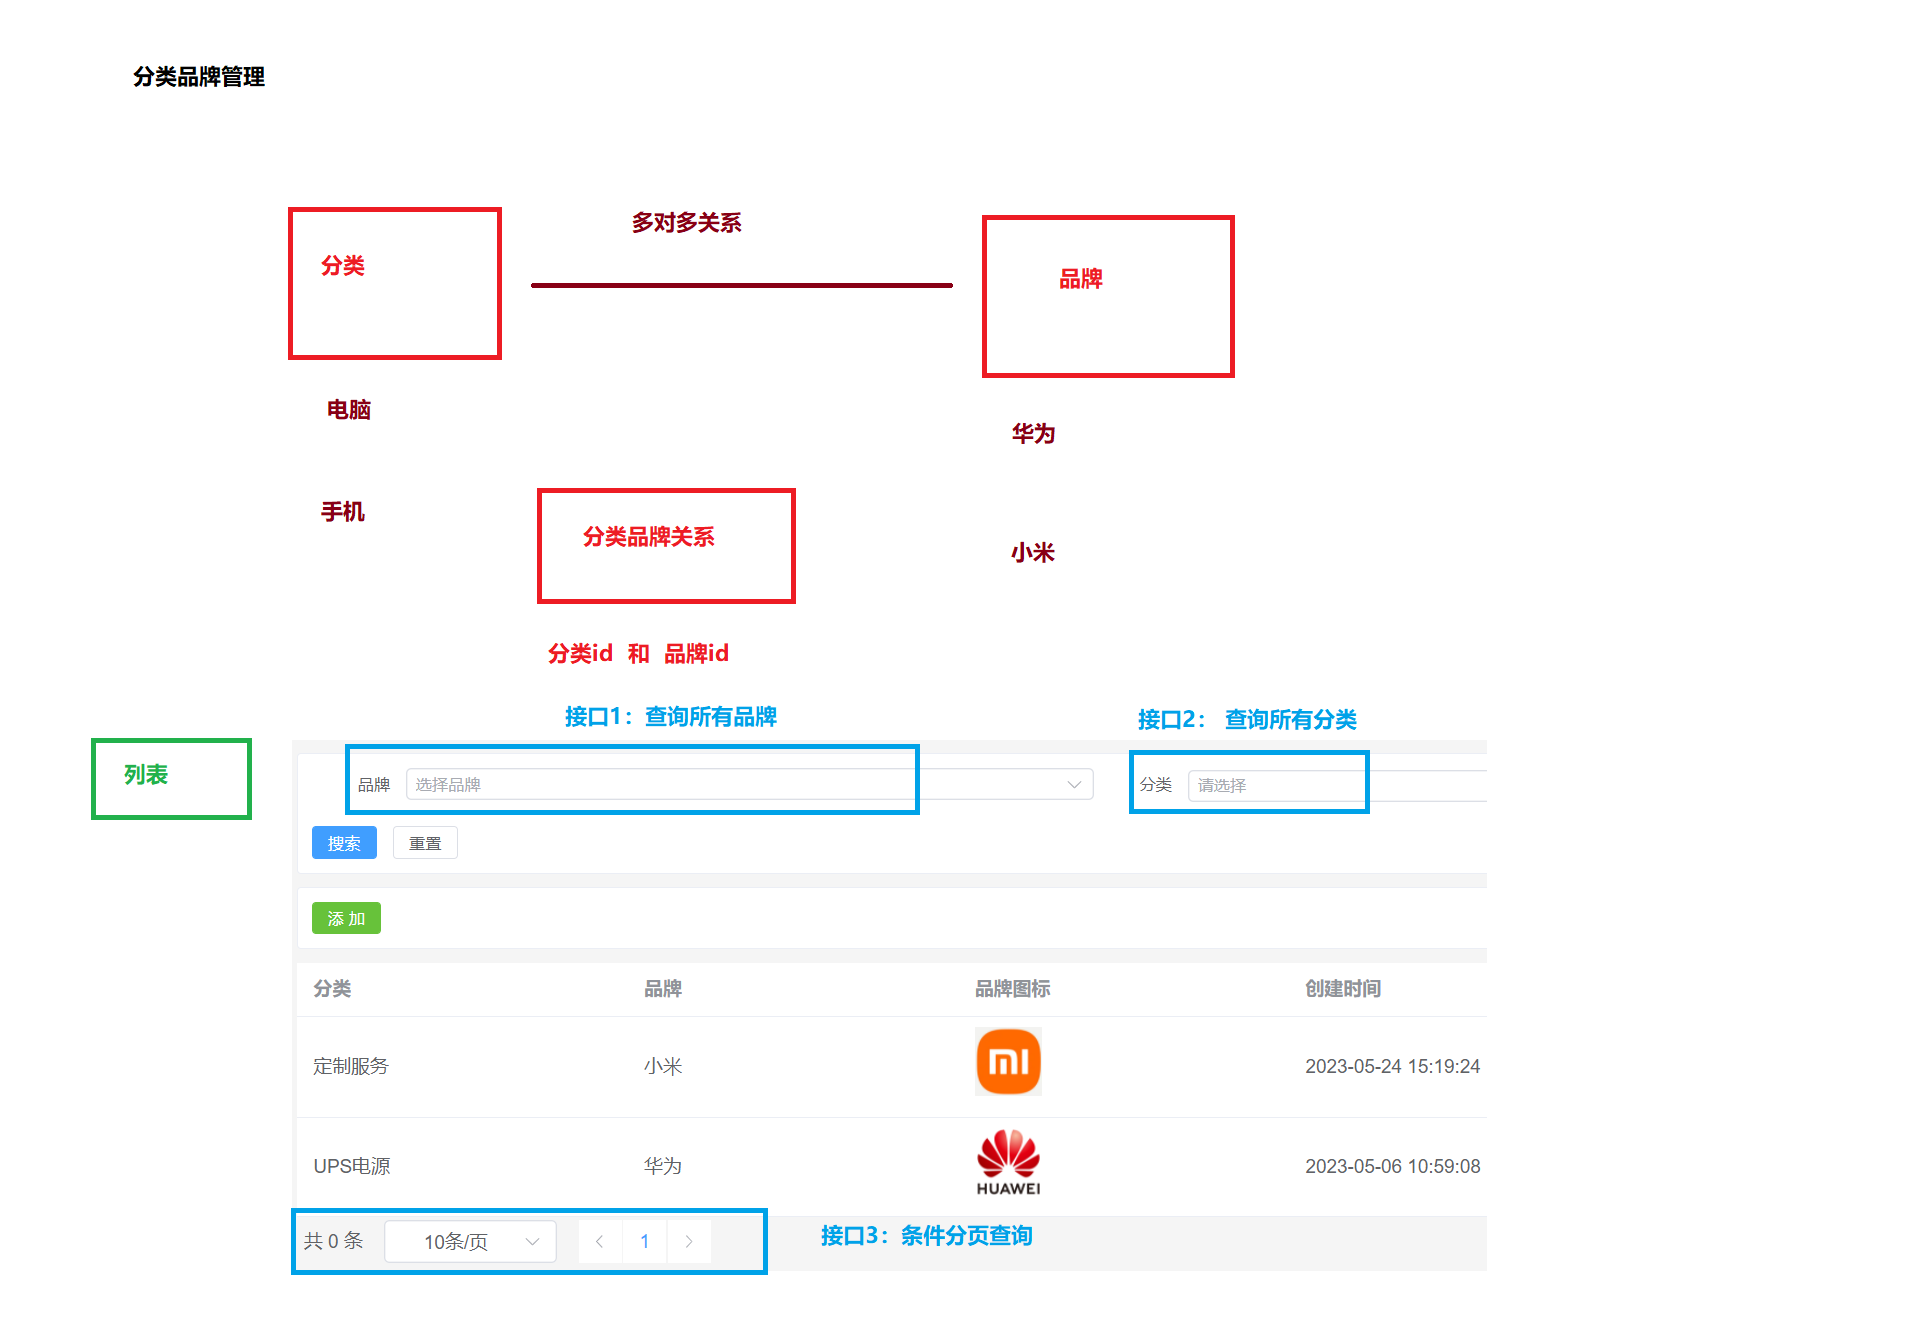 分类品牌管理
多对多关系
分类
品牌
电脑
华为
手机
分类品牌关系
小米
分类id 和 品牌id
接口1：查询所有品牌
接口2： 查询所有分类
列表
品牌 选择品牌 分类 请选择
搜索 重置
添 加
分类 品牌 品牌图标 创建时间
定制服务 小米 2023-05-24 15:19:24
UPS电源 华为 HUAWEI 2023-05-06 10:59:08
共 0 条 10条/页 1 接口3：条件分页查询